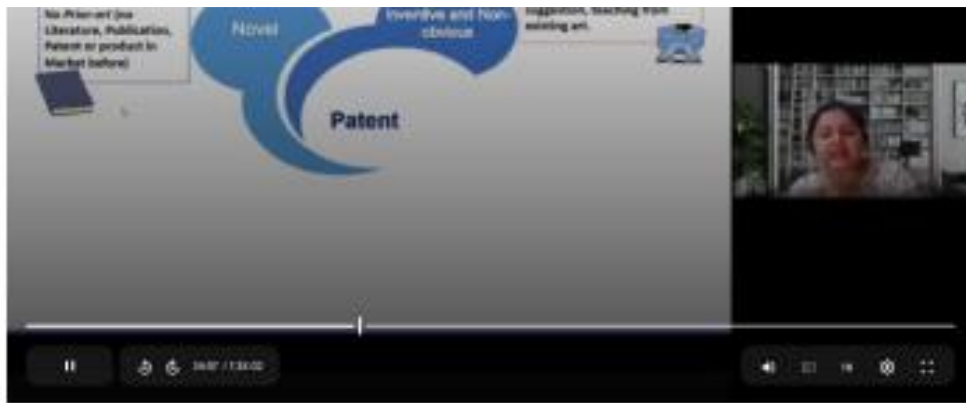 No Prior-art (no
Literature, Publication,
Patent or product in
Market before)
Novel
Inventive and Non-
obvious
suggestion, teaching from
existing art.
Patent